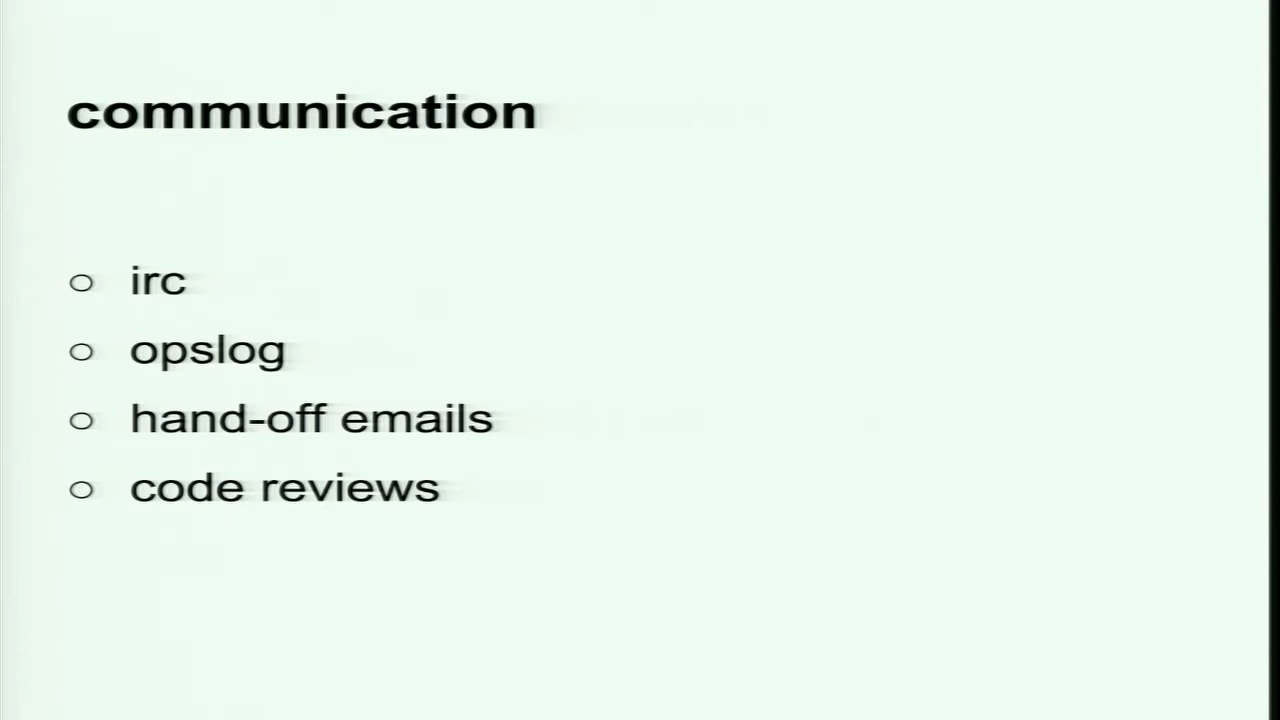 communication
irc
opslog
hand-off emails
code reviews